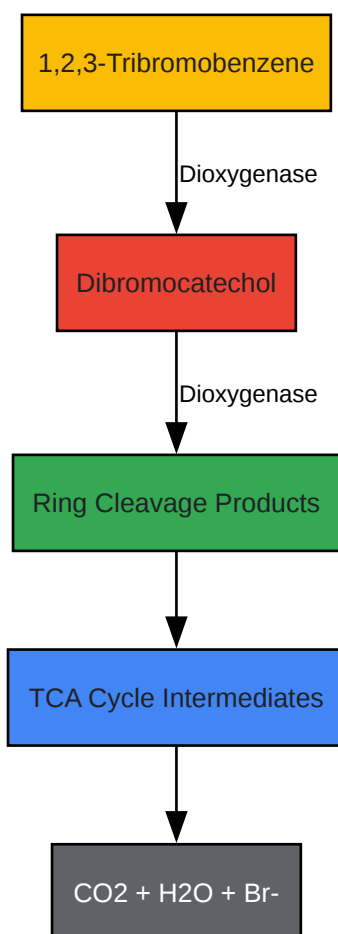 1,2,3-Tribromobenzene
Dioxygenase
Dibromocatechol
Dioxygenase
Ring Cleavage Products
TCA Cycle Intermediates
CO2 + H2O + Br-